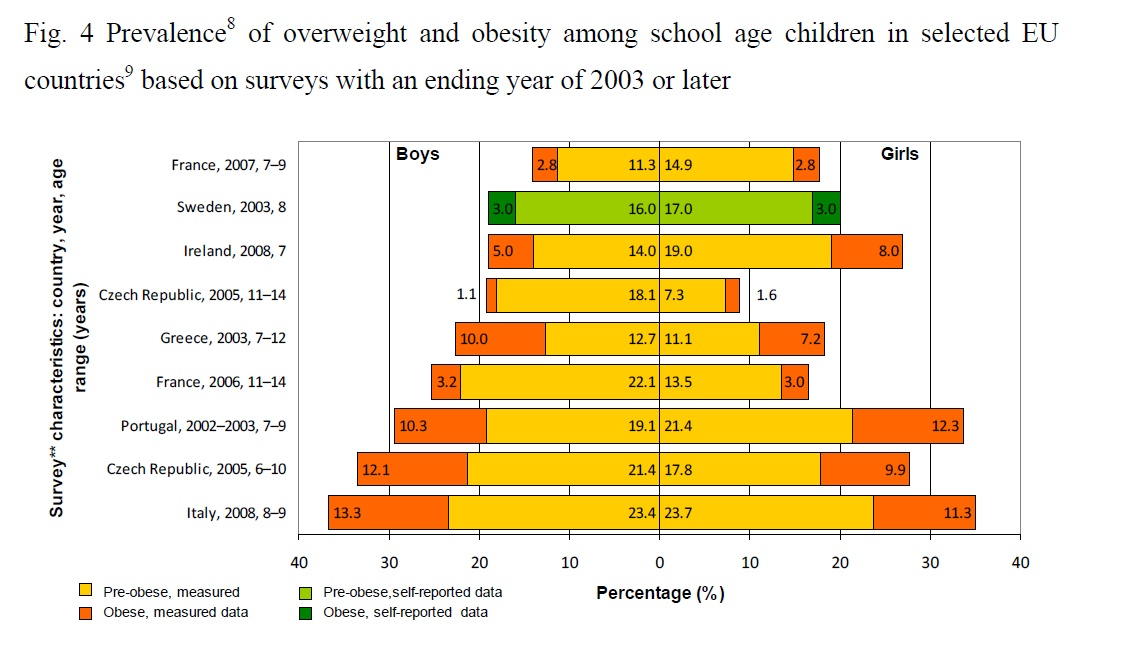 Fig. 4 Prevalence8 of overweight and obesity among school age children in selected EU
countries9 based on surveys with an ending year of 2003 or later
Boys
Girls
Survey** characteristics: country, year, age
range (years)
France, 2007, 7–9 2.8 11.3 14.9 2.8
Sweden, 2003, 8 3.0 16.0 17.0 3.0
Ireland, 2008, 7 5.0 14.0 19.0 8.0
Czech Republic, 2005, 11–14 1.1 18.1 7.3 1.6
Greece, 2003, 7–12 10.0 12.7 11.1 7.2
France, 2006, 11–14 3.2 22.1 13.5 3.0
Portugal, 2002–2003, 7–9 10.3 19.1 21.4 12.3
Czech Republic, 2005, 6–10 12.1 21.4 17.8 9.9
Italy, 2008, 8–9 13.3 23.4 23.7 11.3
40 30 20 10 0 10 20 30 40
Percentage (%)
Pre-obese, measured
Obese, measured data
Pre-obese,self-reported data
Obese, self-reported data